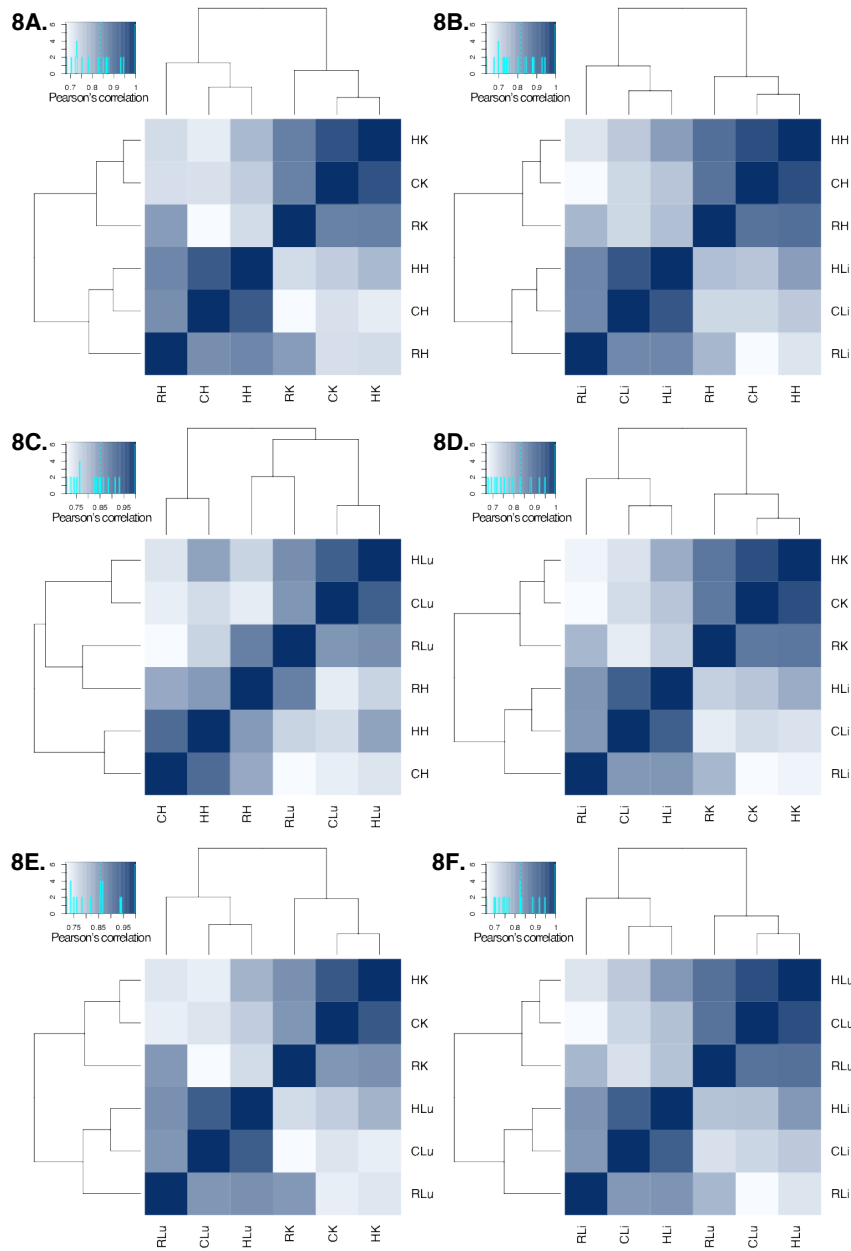 8A.
0 2 4 6
0.7 0.8 0.9 1
Pearson's correlation
HK
CK
RK
HH
CH
RH
RH CH HH RK CK HK
8B.
0 2 4 6
0.7 0.8 0.9 1
Pearson's correlation
HH
CH
RH
HLi
CLi
RLi
RLi CLi HLi RH CH HH
8C.
0 2 4 6
0.75 0.85 0.95
Pearson's correlation
HLu
CLu
RLu
RH
HH
CH
CH HH RH RLu CLu HLu
8D.
0 2 4 6
0.7 0.8 0.9 1
Pearson's correlation
HK
CK
RK
HLi
CLi
RLi
RLi CLi HLi RK CK HK
8E.
0 2 4 6
0.75 0.85 0.95
Pearson's correlation
HK
CK
RK
HLu
CLu
RLu
RLu CLu HLu RK CK HK
8F.
0 2 4 6
0.7 0.8 0.9 1
Pearson's correlation
HLu
CLu
RLu
HLi
CLi
RLi
RLi CLi HLi RLu CLu HLu